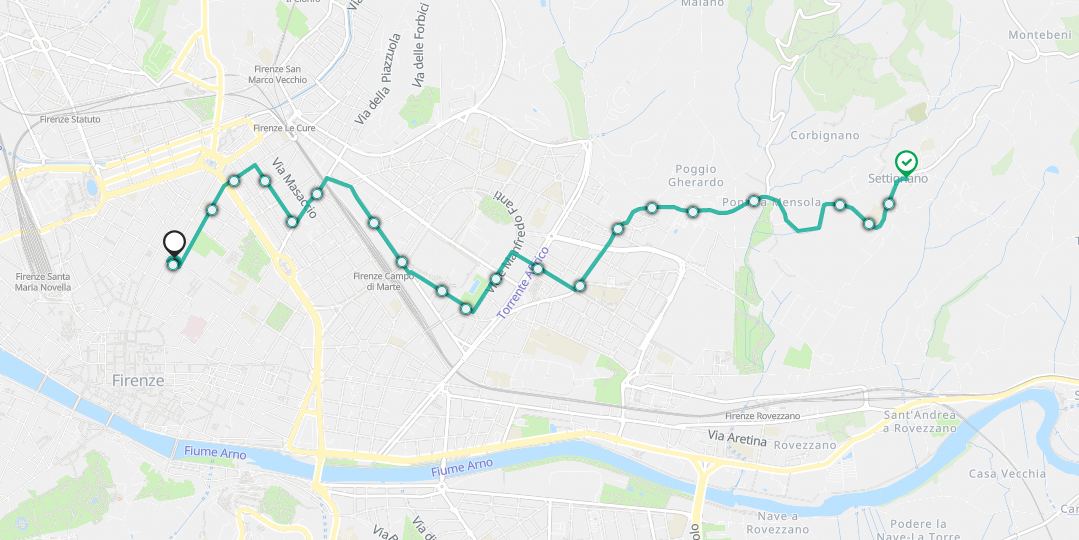 Maiano
Montebeni
Via delle Forbici
Via della Piazzuola
Firenze San
Marco Vecchio
Firenze Statuto
Firenze Le Cure
Corbignano
Via Masaccio
Poggio
Gherardo
Settignano
Ponte a Mensola
Viale Manfredo Fanti
Torrente Africo
Firenze Santa
Maria Novella
Firenze Campo
di Marte
Firenze
Firenze Rovezzano
Sant'Andrea
a Rovezzano
Via Aretina
Rovezzano
Fiume Arno
Fiume Arno
Casa Vecchia
Nave a
Rovezzano
Podere la
Nave-La Torre